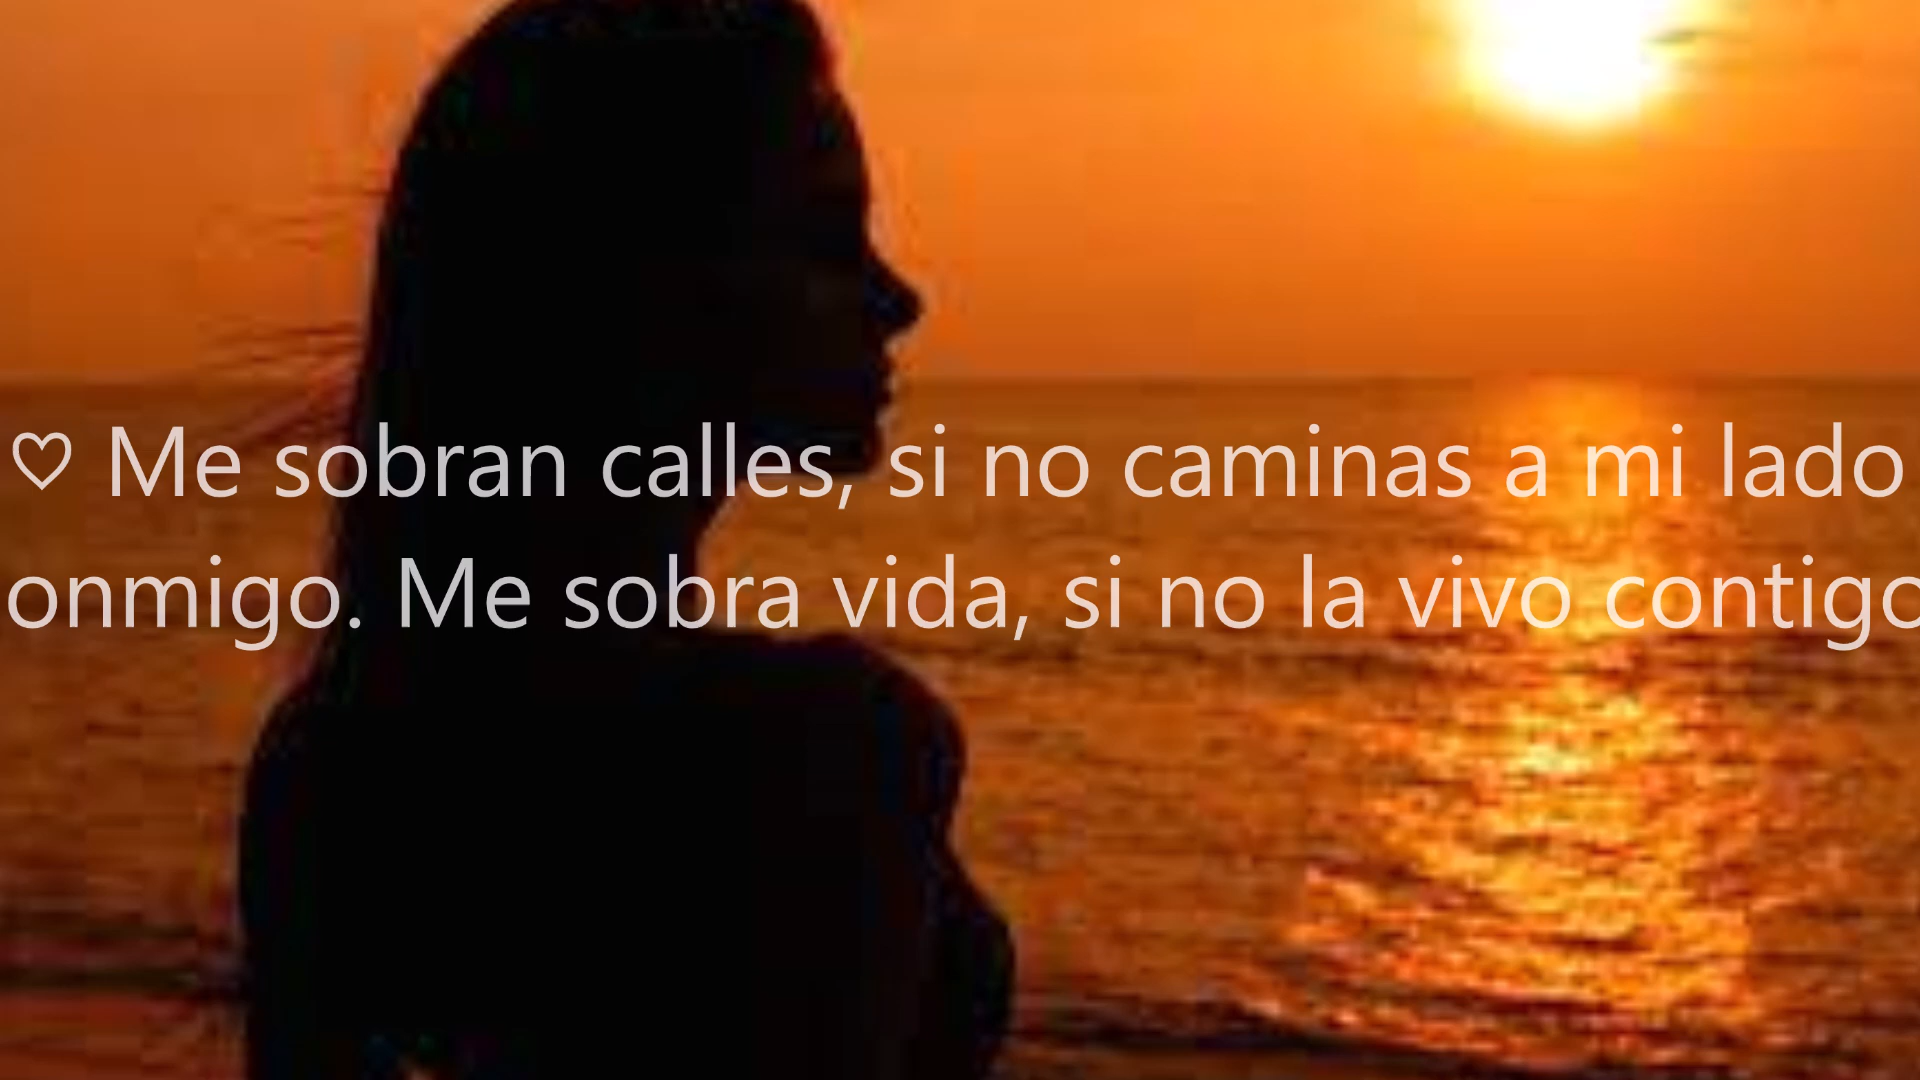 ♡ Me sobran calles, si no caminas a mi lado
onmigo. Me sobra vida, si no la vivo contigo